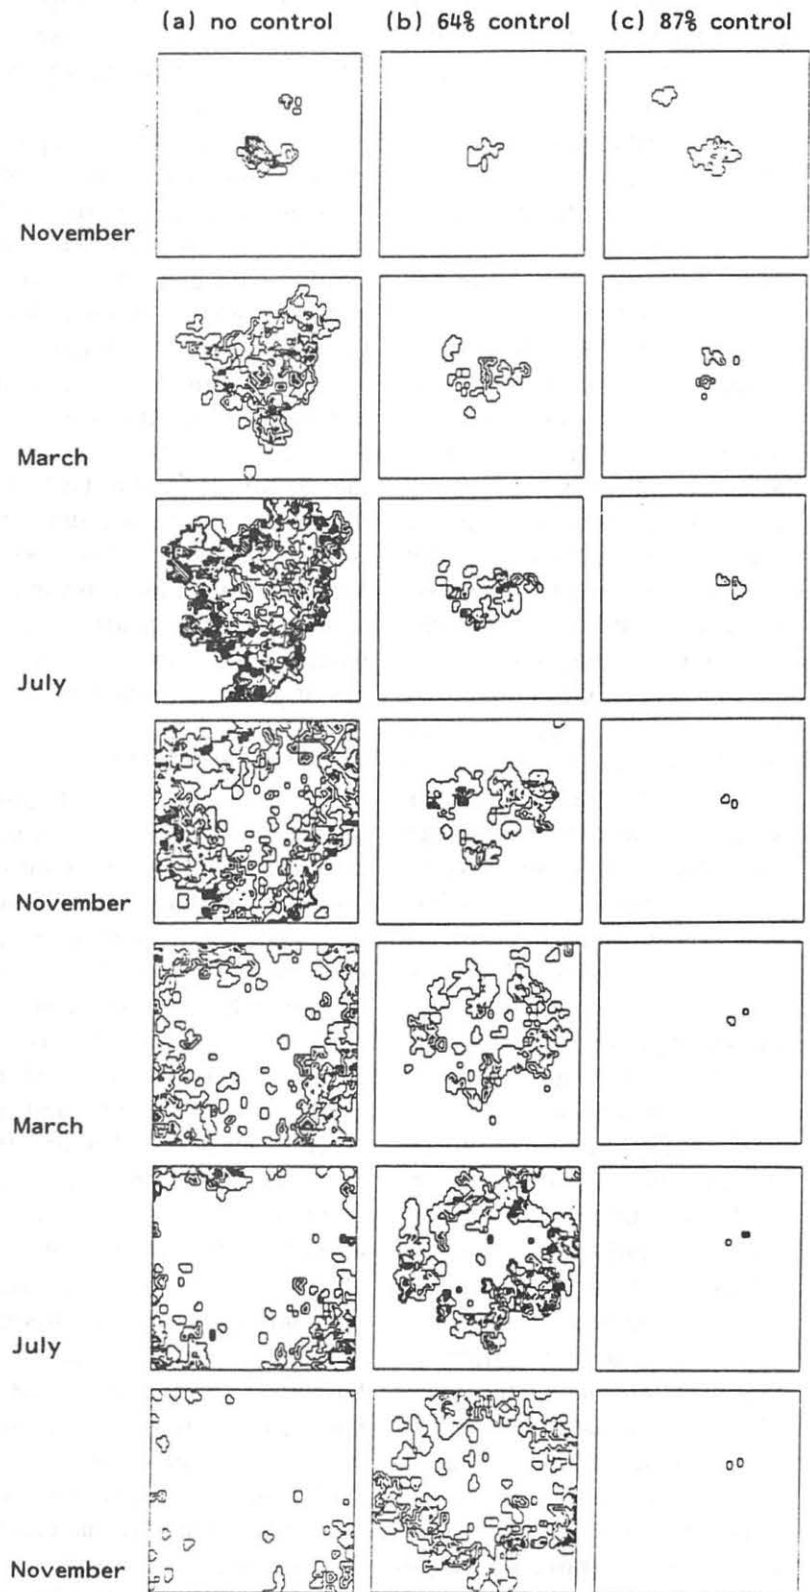 (a) no control (b) 64% control (c) 87% control
November
March
July
November
March
July
November